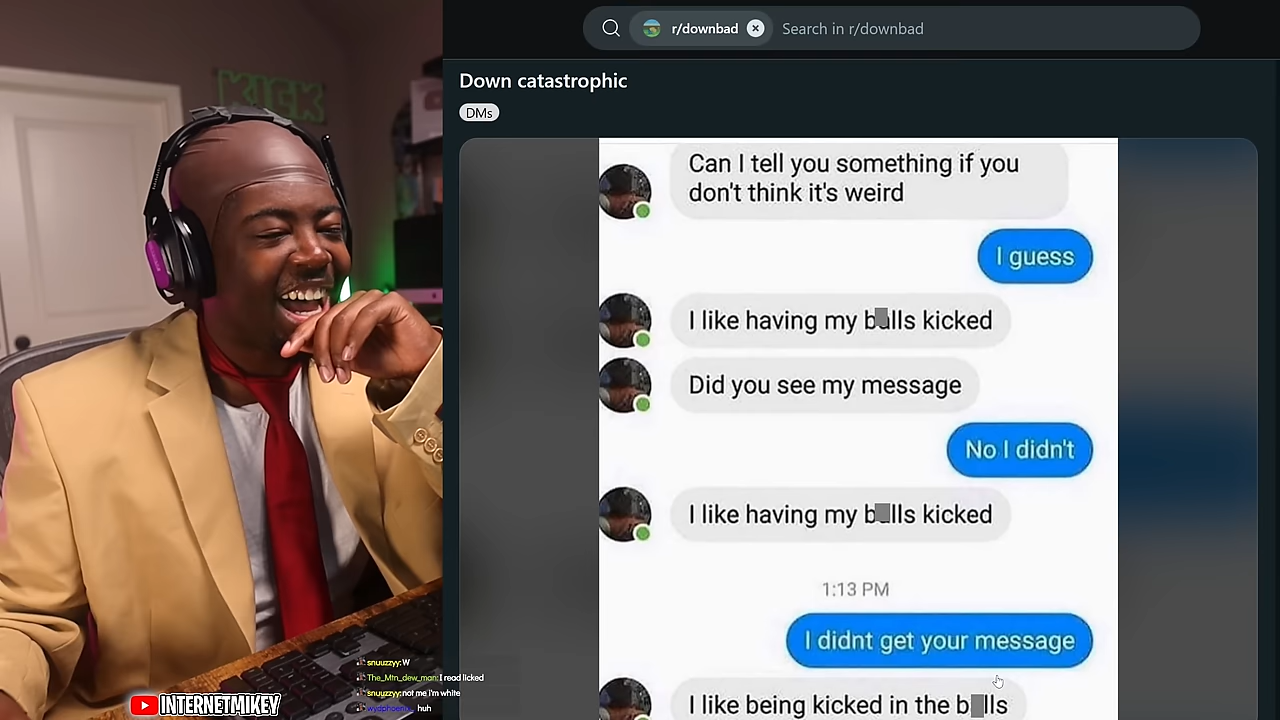 KICK
r/downbad
Search in r/downbad
Down catastrophic
DMs
Can I tell you something if you
don't think it's weird
I guess
I like having my b lls kicked
Did you see my message
No I didn't
I like having my b lls kicked
1:13 PM
I didnt get your message
I like being kicked in the b lls
snuuzzyy: W
The_Mtn_dew_man: I read licked
snuuzzyy: not me i'm white
huh
INTERNETMIKEY